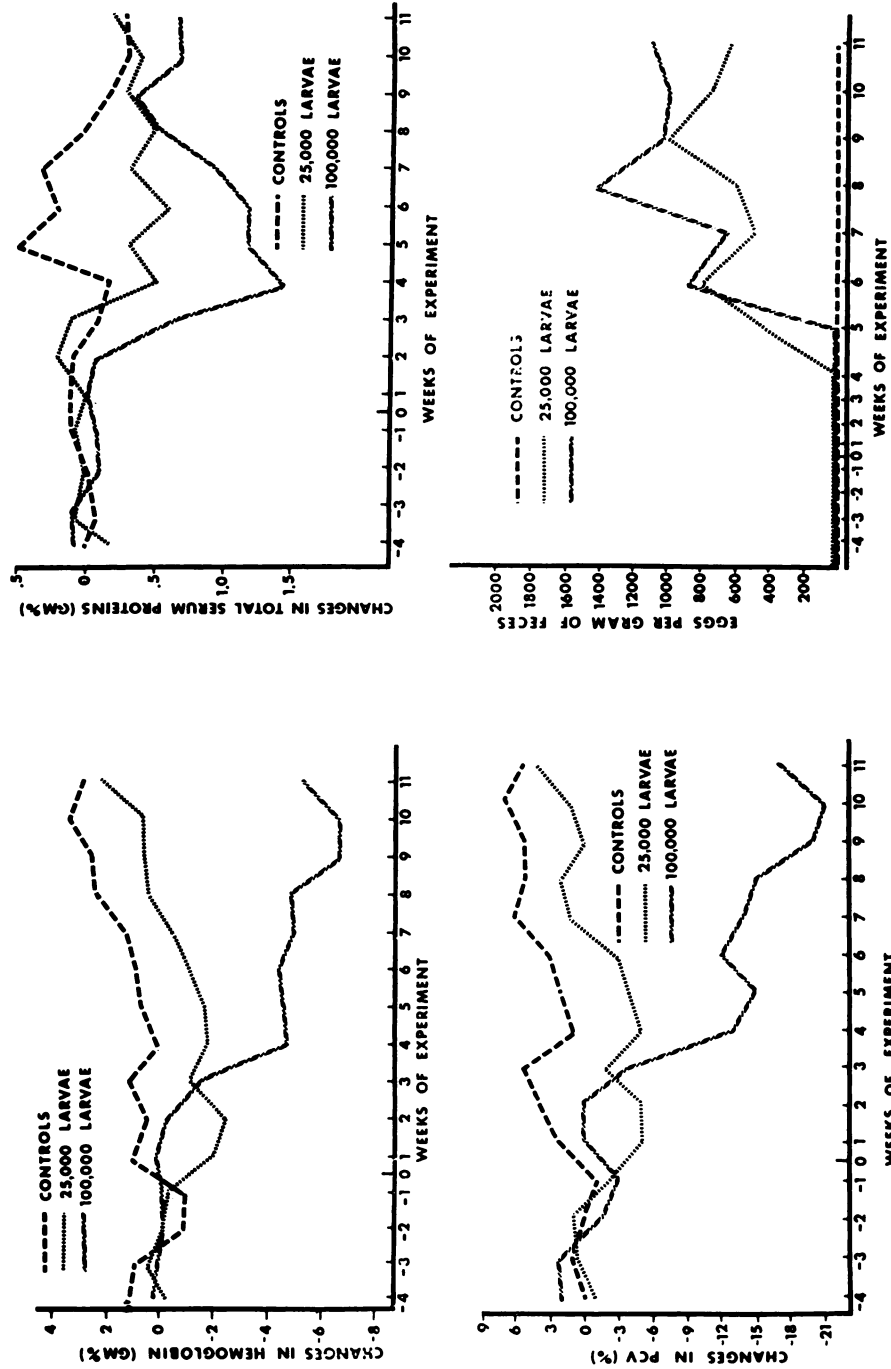 CHANGES IN HEMOGLOBIN (GM%)
4
2
0
-2
-4
-6
-8
CONTROLS
25,000 LARVAE
100,000 LARVAE
-4 -3 -2 -1 0 1 2 3 4 5 6 7 8 9 10 11
WEEKS OF EXPERIMENT
CHANGES IN TOTAL SERUM PROTEINS (GM%)
.5
0
.5
1.0
1.5
CONTROLS
25,000 LARVAE
100,000 LARVAE
-4 -3 -2 -1 0 1 2 3 4 5 6 7 8 9 10 11
WEEKS OF EXPERIMENT
CHANGES IN PCV (%)
9
6
3
0
-3
-6
-9
-12
-15
-18
-21
CONTROLS
25,000 LARVAE
100,000 LARVAE
-4 -3 -2 -1 0 1 2 3 4 5 6 7 8 9 10 11
WEEKS OF EXPERIMENT
EGGS PER GRAM OF FECES
2000
1800
1600
1400
1200
1000
800
600
400
200
CONTROLS
25,000 LARVAE
100,000 LARVAE
-4 -3 -2 -1 0 1 2 3 4 5 6 7 8 9 10 11
WEEKS OF EXPERIMENT